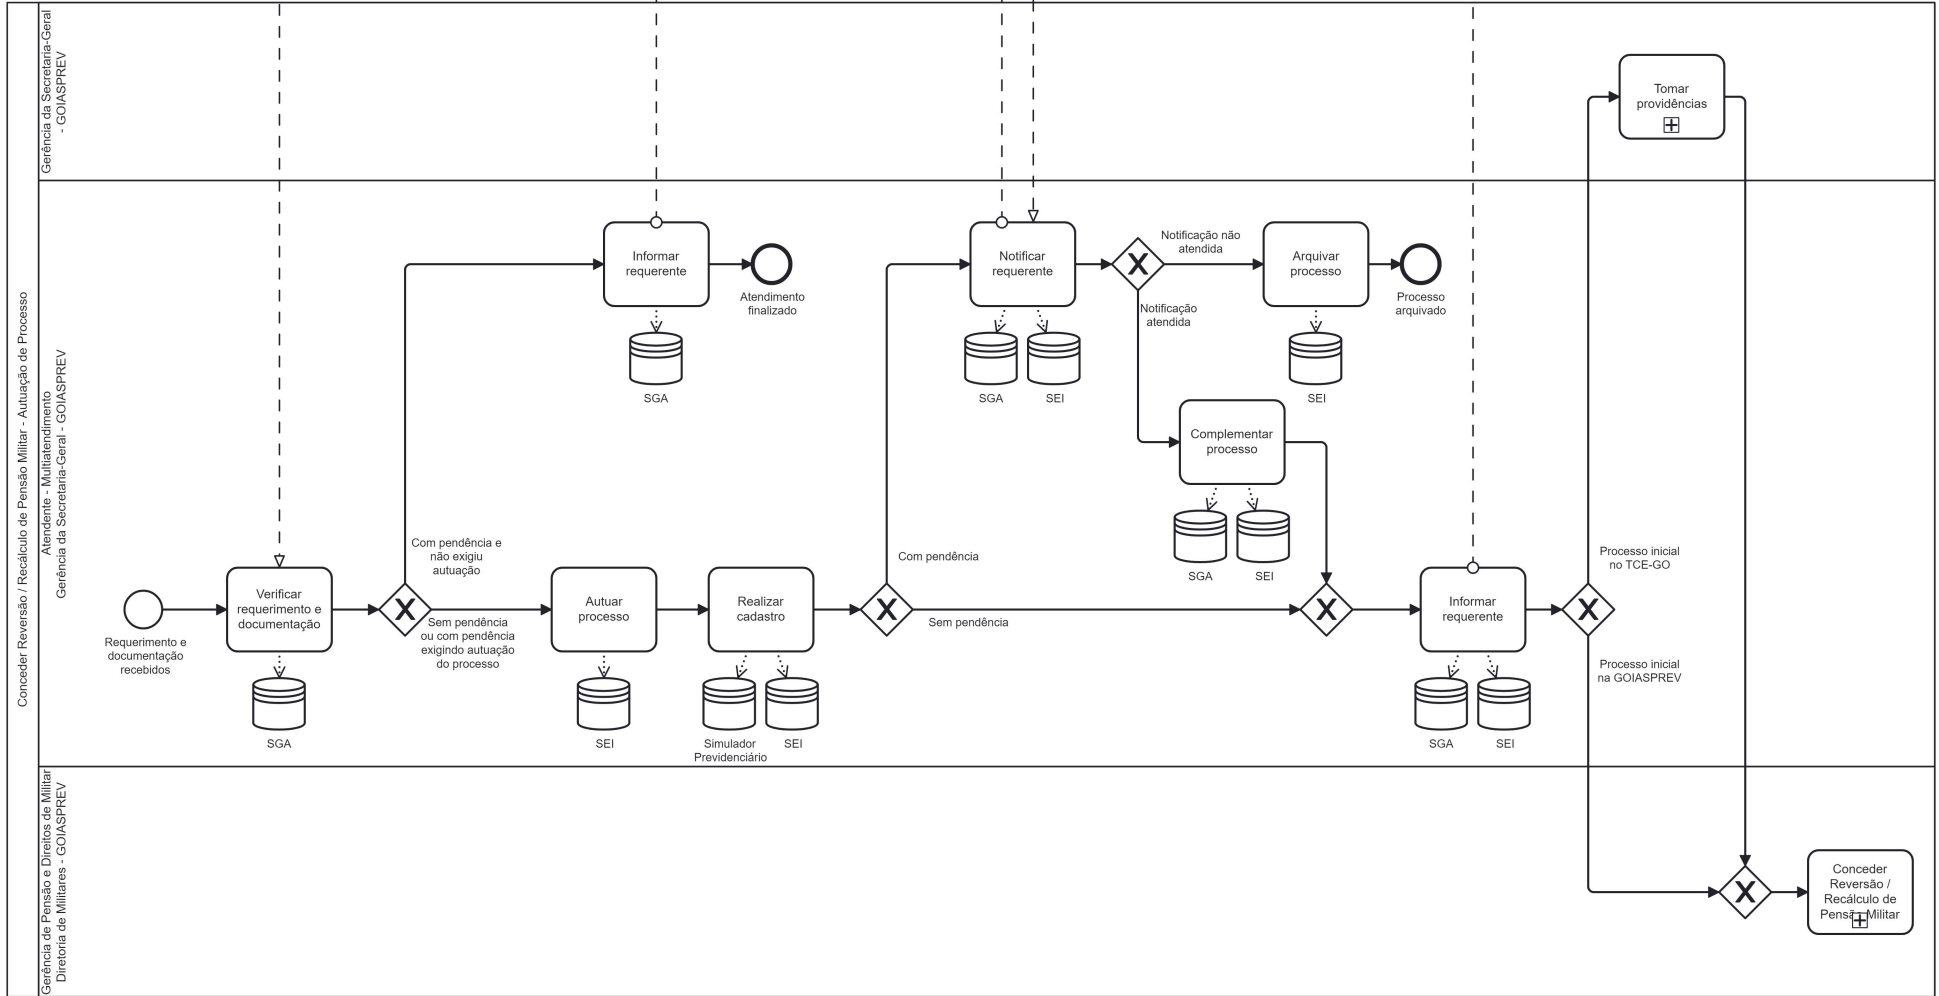 Conceder Reversão / Recálculo de Pensão Militar - Autuação de Processo
Gerência da Secretaria-Geral
- GOIASPREV
Tomar
providências
Atendente - Multiatendimento
Gerência da Secretaria-Geral - GOIASPREV
Informar
requerente
Atendimento
finalizado
SGA
Notificar
requerente
SGA
SEI
Notificação não
atendida
Notificação
atendida
Arquivar
processo
Processo
arquivado
SEI
Complementar
processo
SGA
SEI
Requerimento e
documentação
recebidos
Verificar
requerimento e
documentação
SGA
Com pendência e
não exigiu
autuação
Sem pendência
ou com pendência
exigindo autuação
do processo
Autuar
processo
SEI
Realizar
cadastro
Simulador
Previdenciário
SEI
Com pendência
Sem pendência
Informar
requerente
SGA
SEI
Processo inicial
no TCE-GO
Processo inicial
na GOIASPREV
Gerência de Pensão e Direitos de Militar
Diretoria de Militares - GOIASPREV
Conceder
Reversão /
Recálculo de
Pensão Militar